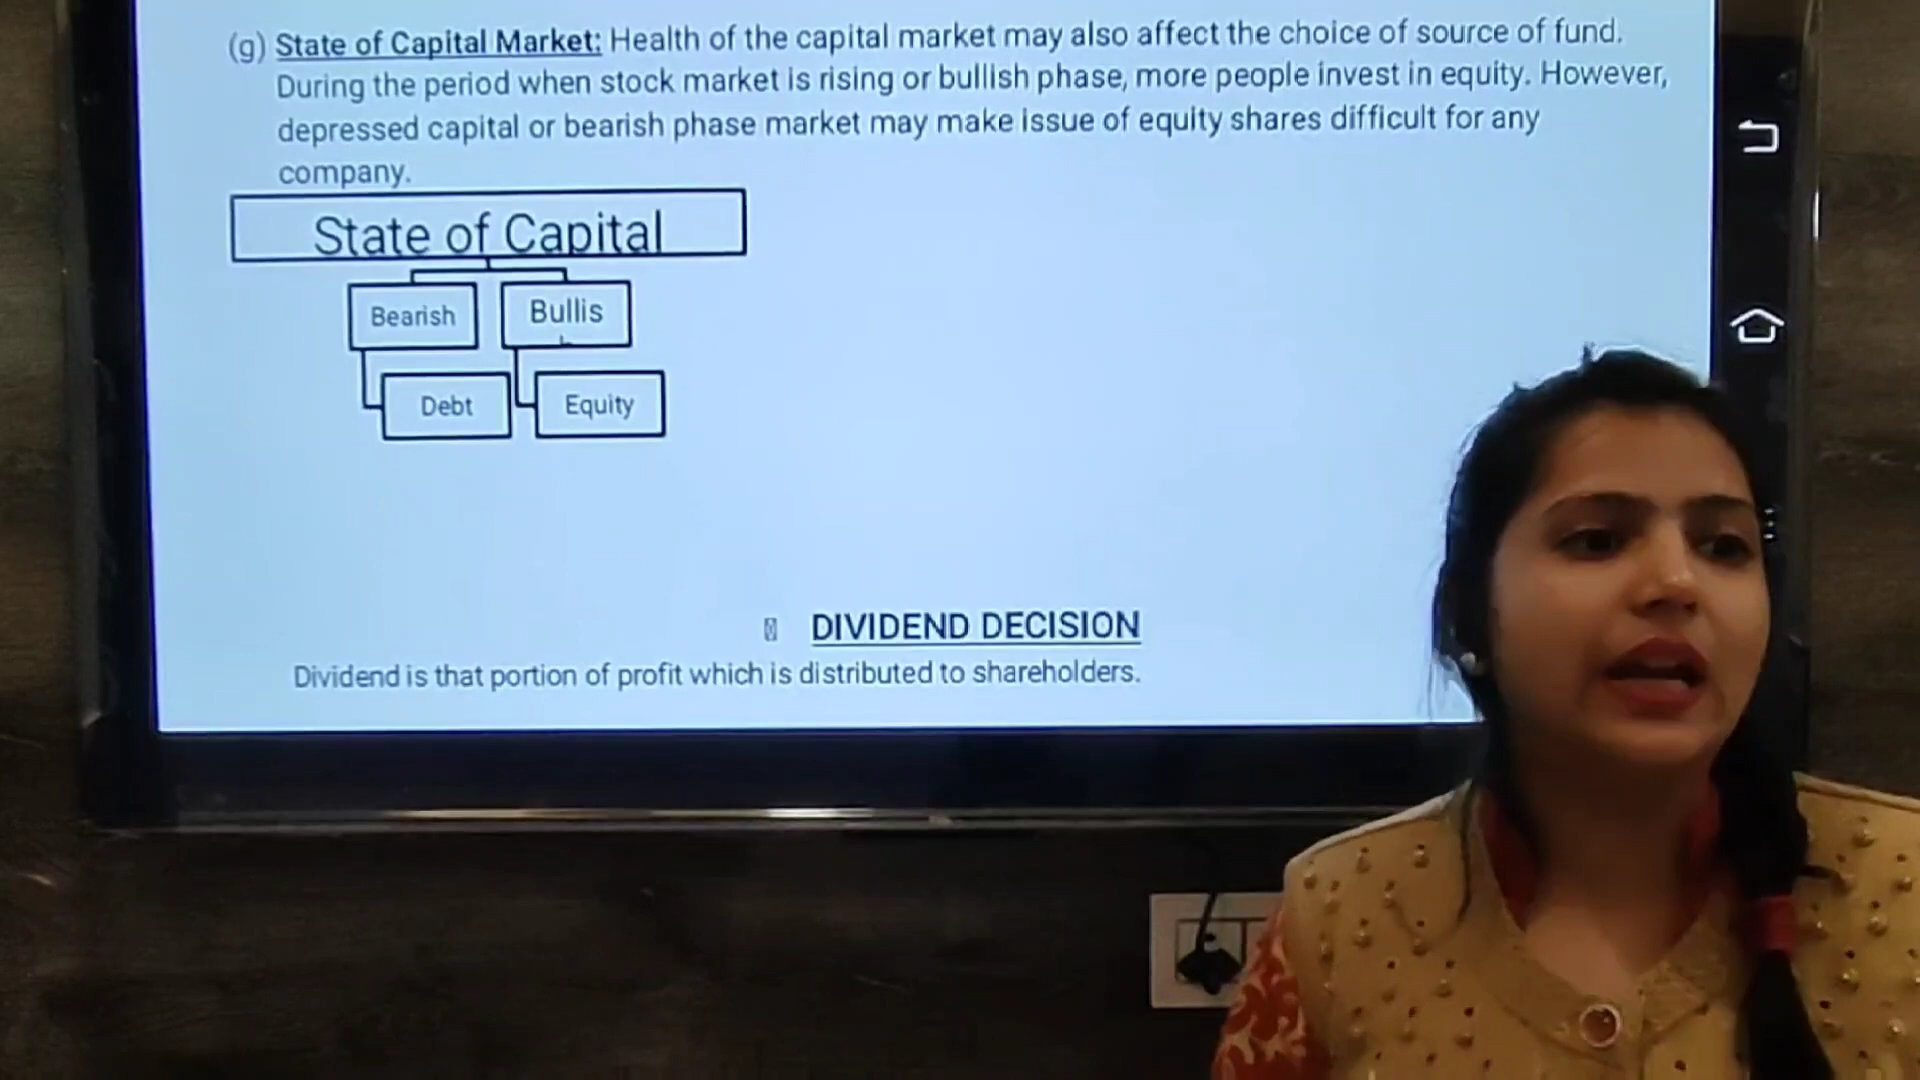 (g) State of Capital Market: Health of the capital market may also affect the choice of source of fund.
During the period when stock market is rising or bullish phase, more people invest in equity. However,
depressed capital or bearish phase market may make issue of equity shares difficult for any
company.
State of Capital
Bearish
Bullis
Debt
Equity
DIVIDEND DECISION
Dividend is that portion of profit which is distributed to shareholders.